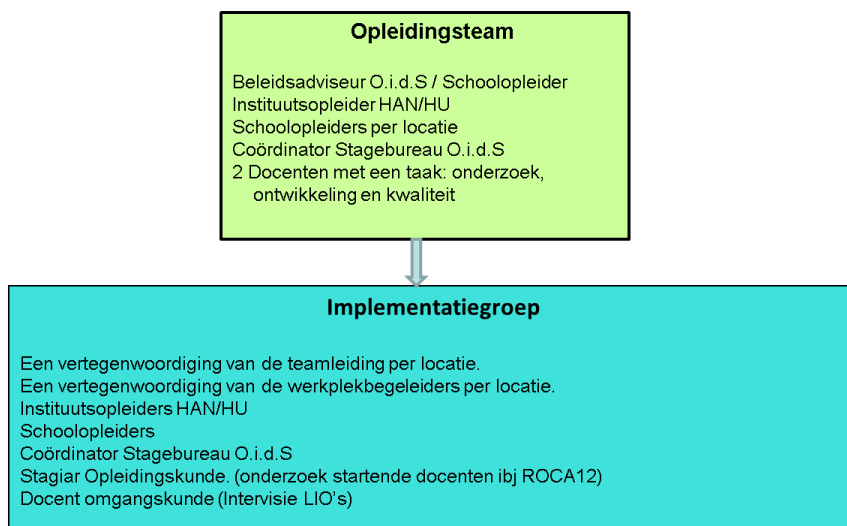 Opleidingsteam
Beleidsadviseur O.i.d.S / Schoolopleider
Instituutsopleider HAN/HU
Schoolopleiders per locatie
Coördinator Stagebureau O.i.d.S
2 Docenten met een taak: onderzoek,
ontwikkeling en kwaliteit
Implementatiegroep
Een vertegenwoordiging van de teamleiding per locatie.
Een vertegenwoordiging van de werkplekbegeleiders per locatie.
Instituutsopleiders HAN/HU
Schoolopleiders
Coördinator Stagebureau O.i.d.S
Stagiar Opleidingskunde. (onderzoek startende docenten ibj ROCA12)
Docent omgangskunde (Intervisie LIO's)